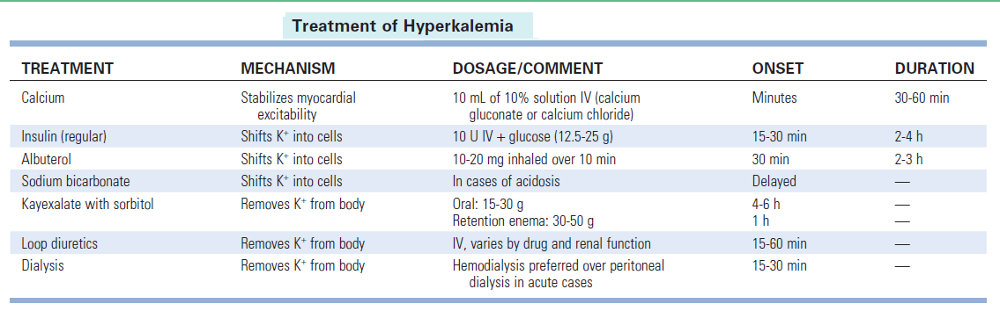 Treatment of Hyperkalemia
TREATMENT MECHANISM DOSAGE/COMMENT ONSET DURATION
Calcium Stabilizes myocardial 10 mL of 10% solution IV (calcium Minutes 30-60 min
excitability gluconate or calcium chloride)
Insulin (regular) Shifts K⁺ into cells 10 U IV + glucose (12.5-25 g) 15-30 min 2-4 h
Albuterol Shifts K⁺ into cells 10-20 mg inhaled over 10 min 30 min 2-3 h
Sodium bicarbonate Shifts K⁺ into cells In cases of acidosis Delayed —
Kayexalate with sorbitol Removes K⁺ from body Oral: 15-30 g 4-6 h —
Retention enema: 30-50 g 1 h —
Loop diuretics Removes K⁺ from body IV, varies by drug and renal function 15-60 min —
Dialysis Removes K⁺ from body Hemodialysis preferred over peritoneal 15-30 min —
dialysis in acute cases